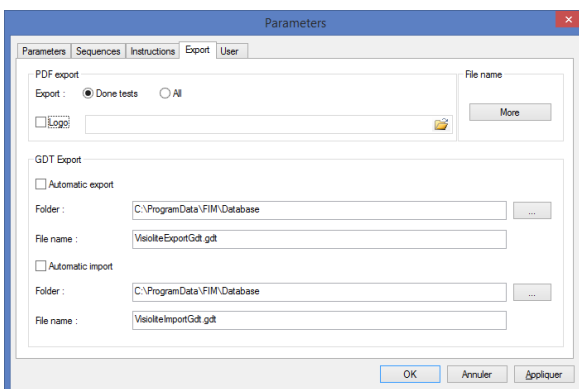 Parameters
Parameters Sequences Instructions Export User
PDF export
File name
Export : Done tests All
More
Logo
GDT Export
Automatic export
Folder : C:\ProgramData\FIM\Database ...
File name : VisioliteExportGdt.gdt
Automatic import
Folder : C:\ProgramData\FIM\Database ...
File name : VisioliteImportGdt.gdt
OK Annuler Appliquer